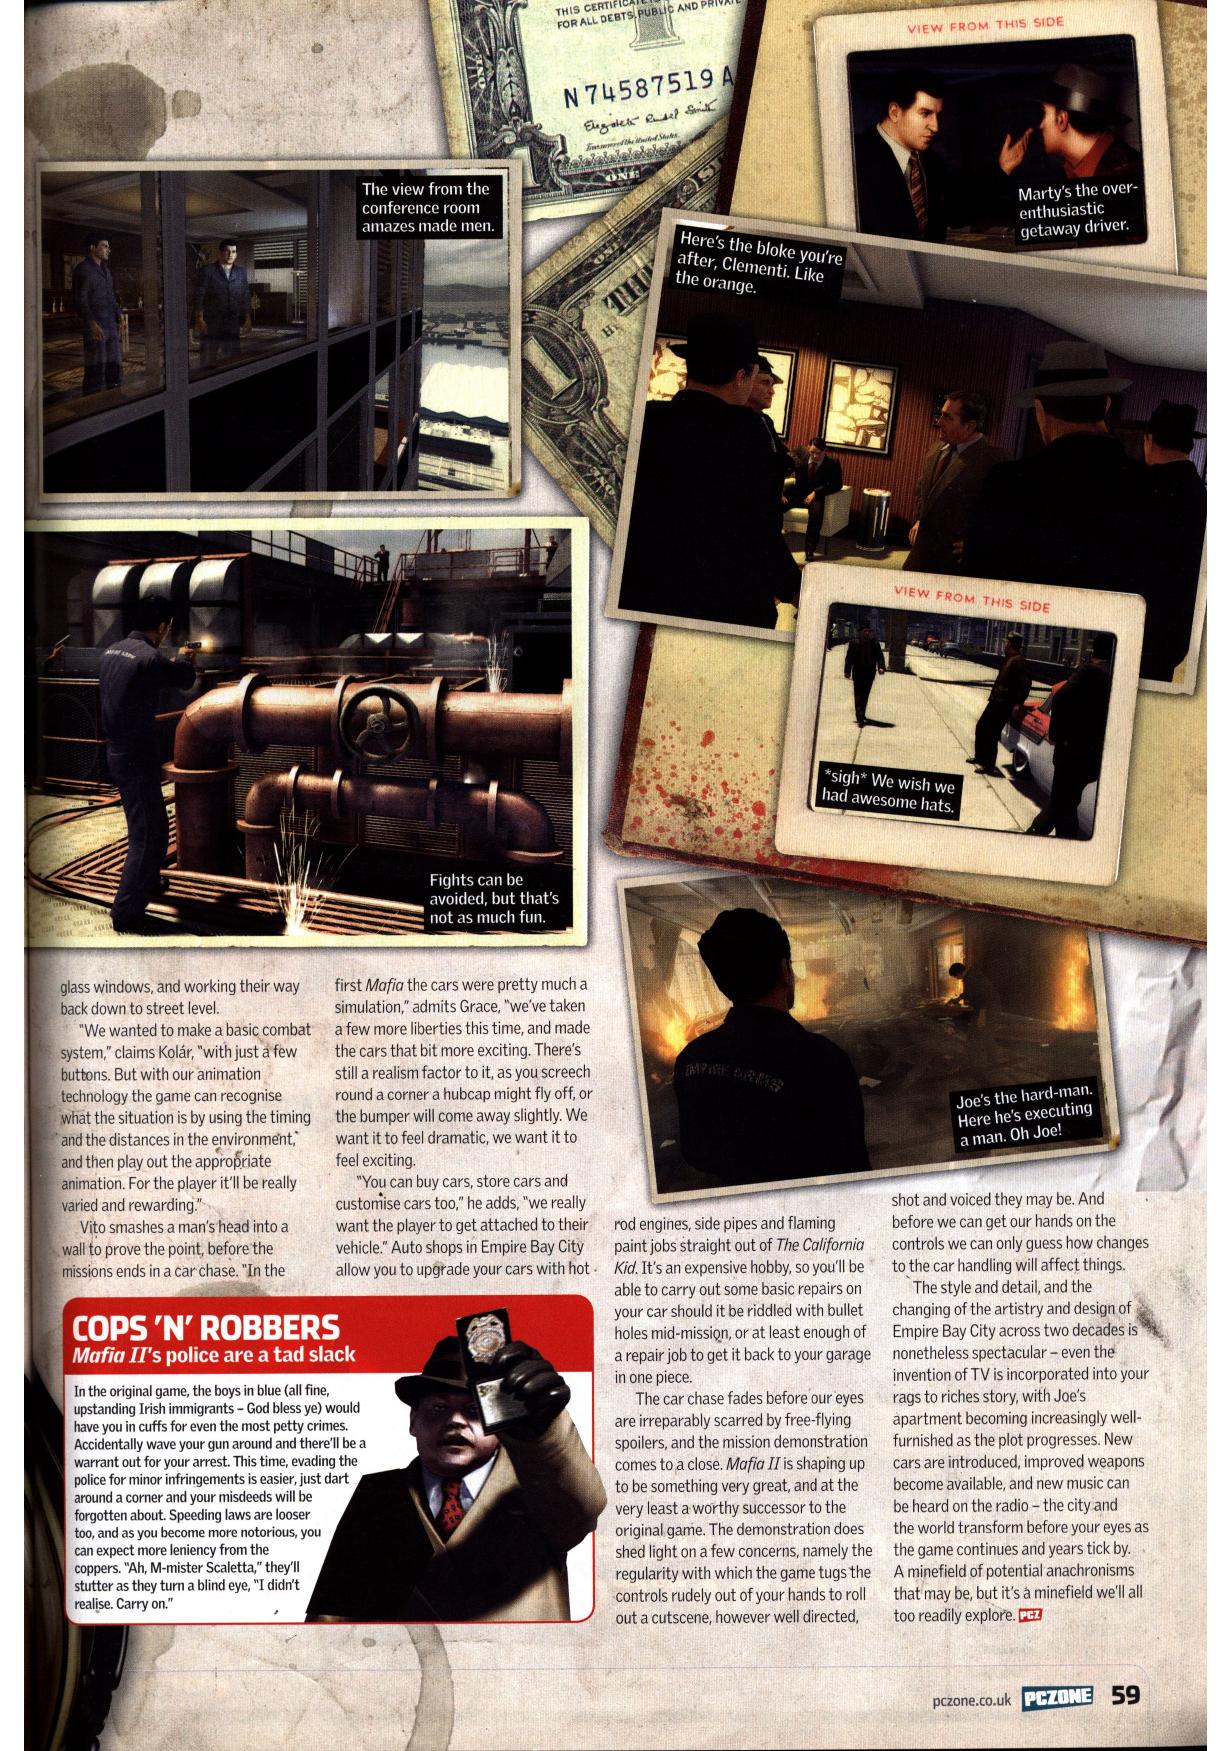 THIS CERTIFICATE
FOR ALL DEBTS, PUBLIC AND PRIVATE
N 74587519 A
Treasurer of the United States.
ONE
VIEW FROM THIS SIDE
Marty's the over-
enthusiastic
getaway driver.
The view from the
conference room
amazes made men.
Here's the bloke you're
after, Clementi. Like
the orange.
VIEW FROM THIS SIDE
*sigh* We wish we
had awesome hats.
Fights can be
avoided, but that's
not as much fun.
EMPIRE ARMS
Joe's the hard-man.
Here he's executing
a man. Oh Joe!
glass windows, and working their way
back down to street level.
"We wanted to make a basic combat
system," claims Kolár, "with just a few
buttons. But with our animation
technology the game can recognise
what the situation is by using the timing
and the distances in the environment,
and then play out the appropriate
animation. For the player it'll be really
varied and rewarding."
Vito smashes a man's head into a
wall to prove the point, before the
missions ends in a car chase. "In the
first Mafia the cars were pretty much a
simulation," admits Grace, "we've taken
a few more liberties this time, and made
the cars that bit more exciting. There's
still a realism factor to it, as you screech
round a corner a hubcap might fly off, or
the bumper will come away slightly. We
want it to feel dramatic, we want it to
feel exciting.
"You can buy cars, store cars and
customise cars too," he adds, "we really
want the player to get attached to their
vehicle." Auto shops in Empire Bay City
allow you to upgrade your cars with hot
rod engines, side pipes and flaming
paint jobs straight out of The California
Kid. It's an expensive hobby, so you'll be
able to carry out some basic repairs on
your car should it be riddled with bullet
holes mid-mission, or at least enough of
a repair job to get it back to your garage
in one piece.
The car chase fades before our eyes
are irreparably scarred by free-flying
spoilers, and the mission demonstration
comes to a close. Mafia II is shaping up
to be something very great, and at the
very least a worthy successor to the
original game. The demonstration does
shed light on a few concerns, namely the
regularity with which the game tugs the
controls rudely out of your hands to roll
out a cutscene, however well directed,
shot and voiced they may be. And
before we can get our hands on the
controls we can only guess how changes
to the car handling will affect things.
The style and detail, and the
changing of the artistry and design of
Empire Bay City across two decades is
nonetheless spectacular – even the
invention of TV is incorporated into your
rags to riches story, with Joe's
apartment becoming increasingly well-
furnished as the plot progresses. New
cars are introduced, improved weapons
become available, and new music can
be heard on the radio – the city and
the world transform before your eyes as
the game continues and years tick by.
A minefield of potential anachronisms
that may be, but it's a minefield we'll all
too readily explore. PCZ
COPS 'N' ROBBERS
Mafia II's police are a tad slack
In the original game, the boys in blue (all fine,
upstanding Irish immigrants – God bless ye) would
have you in cuffs for even the most petty crimes.
Accidentally wave your gun around and there'll be a
warrant out for your arrest. This time, evading the
police for minor infringements is easier, just dart
around a corner and your misdeeds will be
forgotten about. Speeding laws are looser
too, and as you become more notorious, you
can expect more leniency from the
coppers. "Ah, M-mister Scaletta," they'll
stutter as they turn a blind eye, "I didn't
realise. Carry on."
pczone.co.uk PCZONE 59